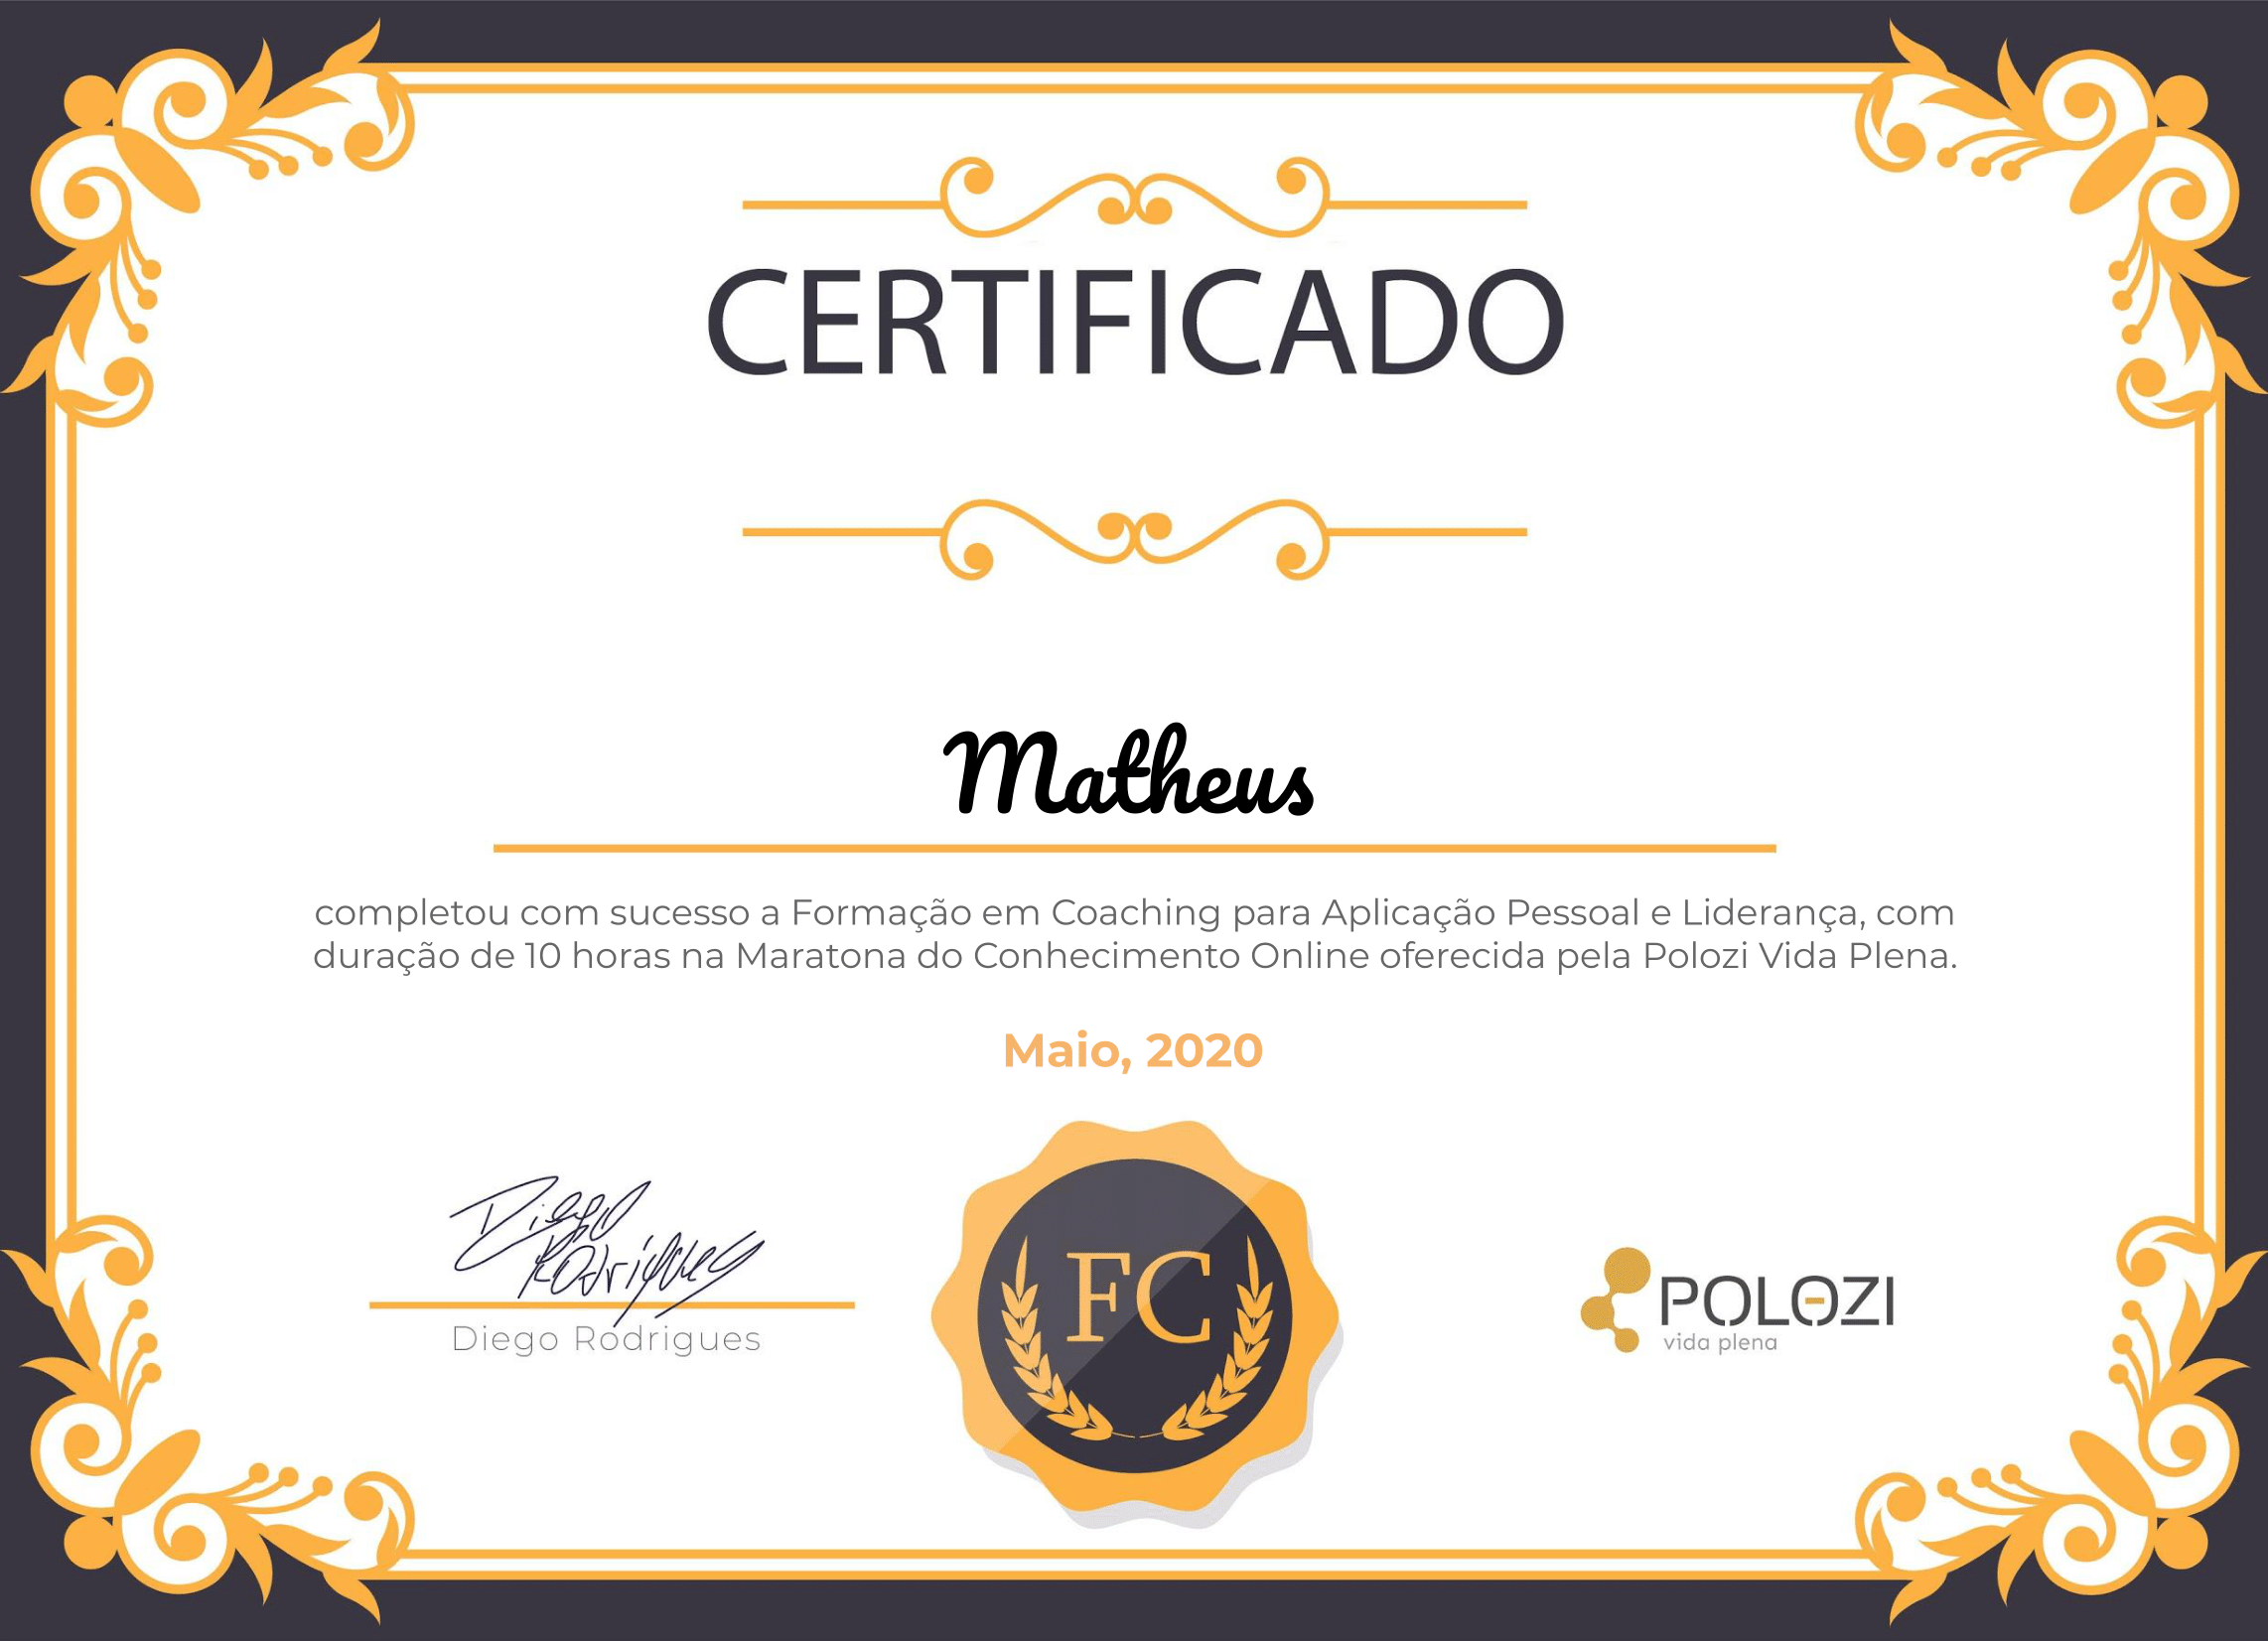 CERTIFICADO
Matheus
completou com sucesso a Formação em Coaching para Aplicação Pessoal e Liderança, com
duração de 10 horas na Maratona do Conhecimento Online oferecida pela Polozi Vida Plena.
Maio, 2020
Diego Rodrigues
Diego Rodrigues
FC
POLOZI
vida plena